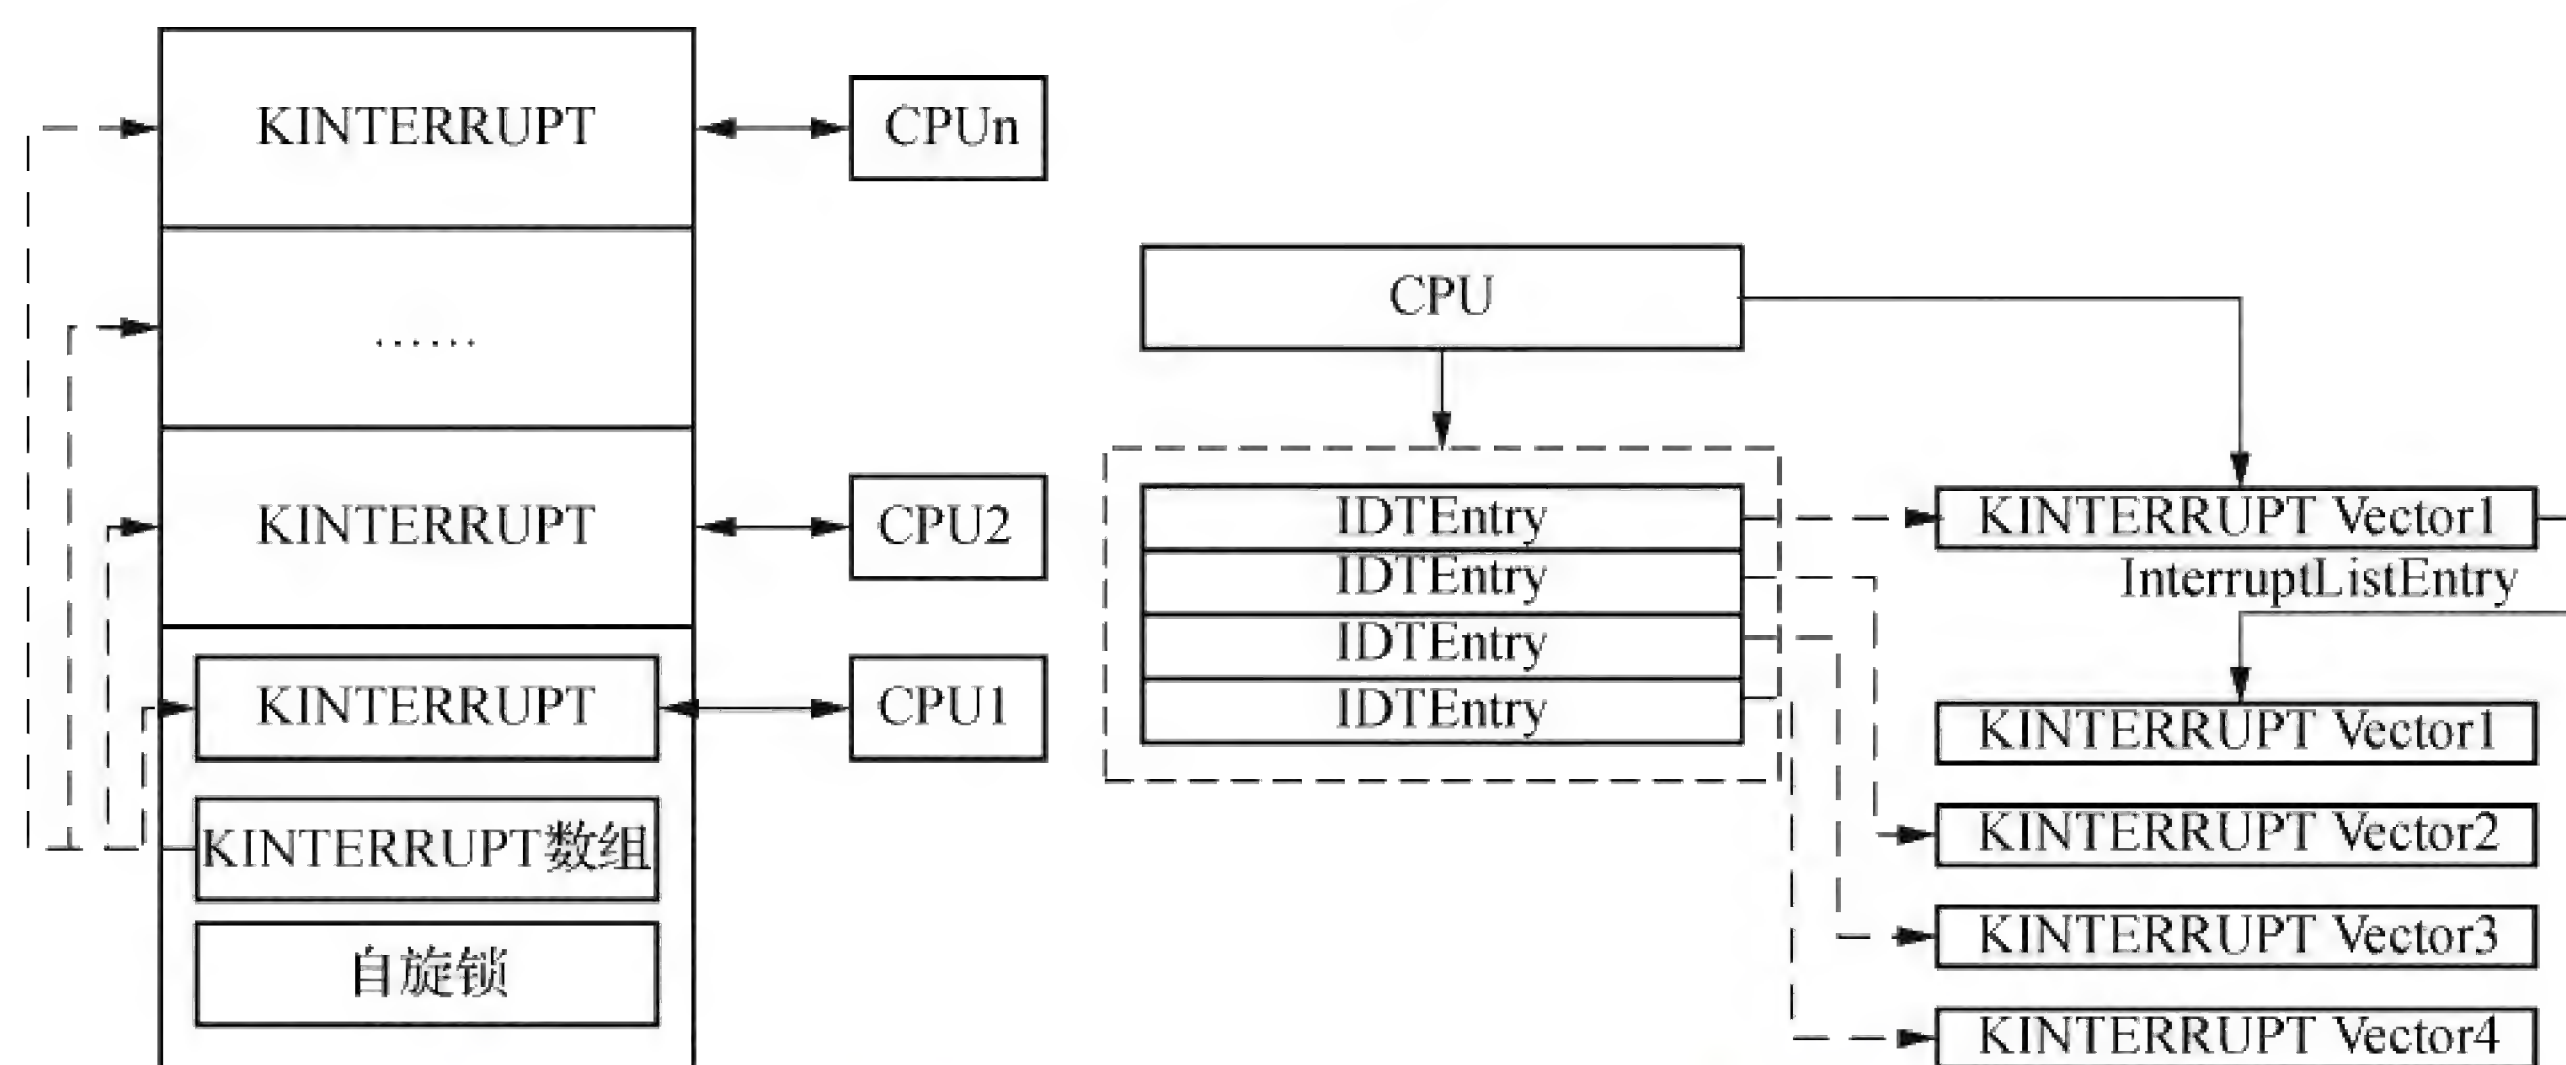 KINTERRUPT
CPUn
......
KINTERRUPT
CPU2
KINTERRUPT
CPU1
KINTERRUPT数组
自旋锁
CPU
IDTEntry
IDTEntry
IDTEntry
IDTEntry
KINTERRUPT Vector1
InterruptListEntry
KINTERRUPT Vector1
KINTERRUPT Vector2
KINTERRUPT Vector3
KINTERRUPT Vector4